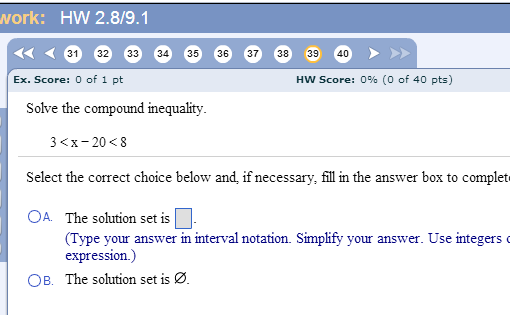 work: HW 2.8/9.1
31 32 33 34 35 36 37 38 39 40
Ex. Score: 0 of 1 pt HW Score: 0% (0 of 40 pts)
Solve the compound inequality.
3 < x − 20 < 8
Select the correct choice below and, if necessary, fill in the answer box to complet
A. The solution set is .
(Type your answer in interval notation. Simplify your answer. Use integers
expression.)
B. The solution set is Ø.